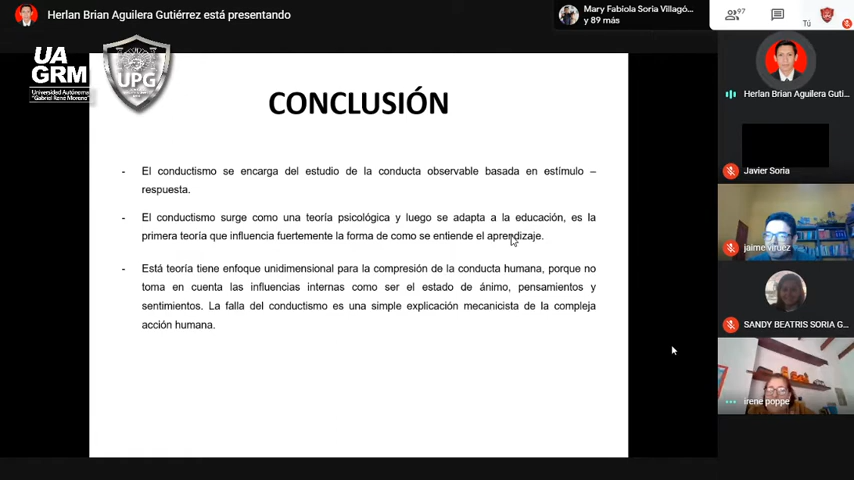 Herlan Brian Aguilera Gutiérrez está presentando
Mary Fabiola Soria Villagó...
y 89 más
97
Tú
UA
GRM
Universidad Autónoma
"Gabriel René Moreno"
UPG
CONCLUSIÓN
- El conductismo se encarga del estudio de la conducta observable basada en estímulo –
respuesta.
- El conductismo surge como una teoría psicológica y luego se adapta a la educación, es la
primera teoría que influencia fuertemente la forma de como se entiende el aprendizaje.
- Está teoría tiene enfoque unidimensional para la compresión de la conducta humana, porque no
toma en cuenta las influencias internas como ser el estado de ánimo, pensamientos y
sentimientos. La falla del conductismo es una simple explicación mecanicista de la compleja
acción humana.
Herlan Brian Aguilera Guti...
Javier Soria
jaime viruez
SANDY BEATRIS SORIA G...
irene poppe